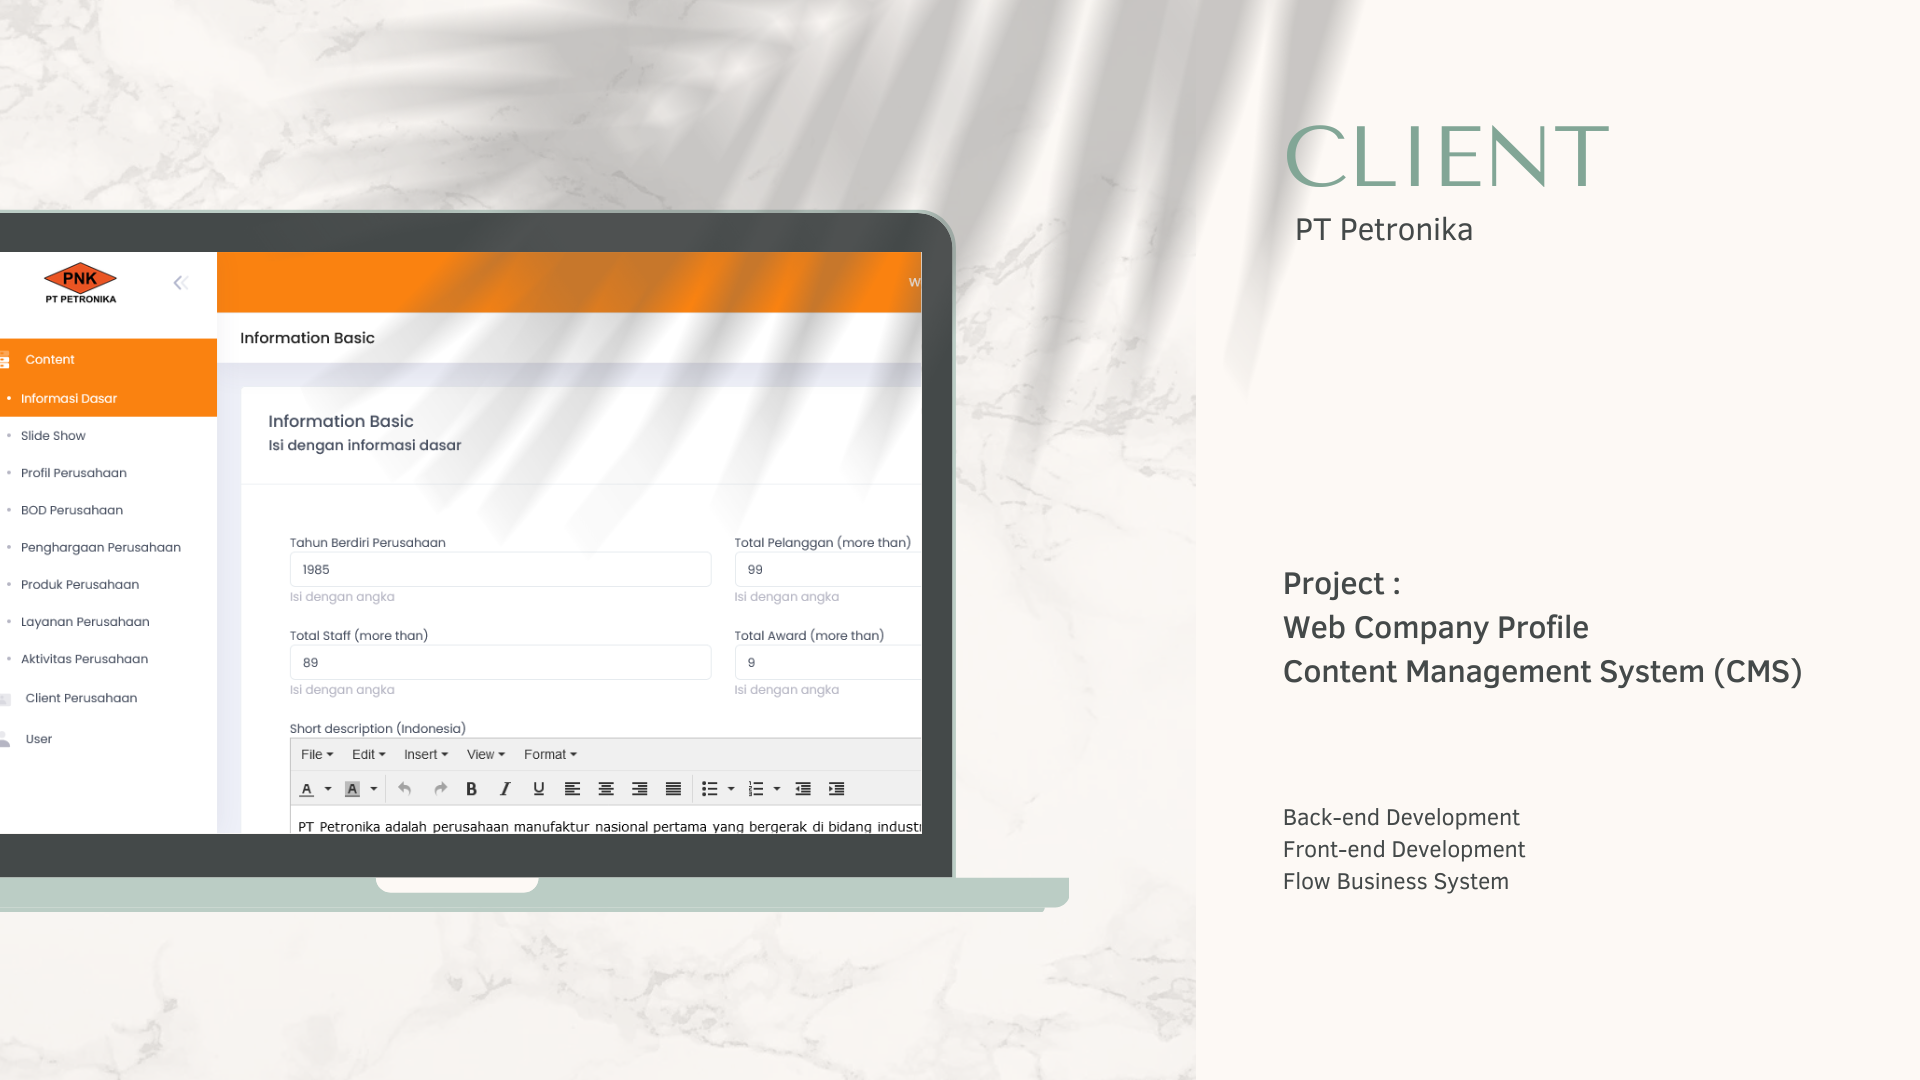 CLIENT
PT Petronika
PNK
PT PETRONIKA
W
Content
Informasi Dasar
Slide Show
Profil Perusahaan
BOD Perusahaan
Penghargaan Perusahaan
Produk Perusahaan
Layanan Perusahaan
Aktivitas Perusahaan
Client Perusahaan
User
Information Basic
Information Basic
Isi dengan informasi dasar
Tahun Berdiri Perusahaan
1985
Isi dengan angka
Total Pelanggan (more than)
99
Isi dengan angka
Total Staff (more than)
89
Isi dengan angka
Total Award (more than)
9
Isi dengan angka
Short description (Indonesia)
File Edit Insert View Format
A A B I U
PT Petronika adalah perusahaan manufaktur nasional pertama yang bergerak di bidang industr
Project :
Web Company Profile
Content Management System (CMS)
Back-end Development
Front-end Development
Flow Business System